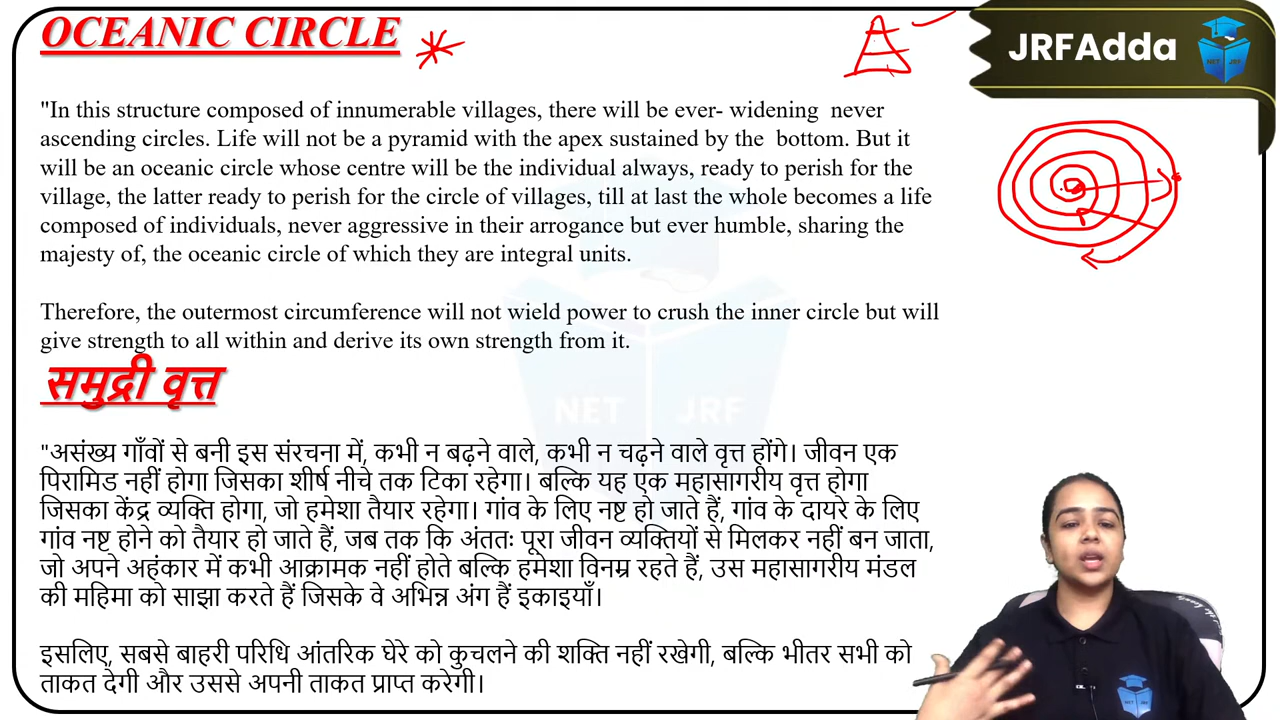 OCEANIC CIRCLE
JRFAdda
NET JRF
"In this structure composed of innumerable villages, there will be ever- widening never
ascending circles. Life will not be a pyramid with the apex sustained by the bottom. But it
will be an oceanic circle whose centre will be the individual always, ready to perish for the
village, the latter ready to perish for the circle of villages, till at last the whole becomes a life
composed of individuals, never aggressive in their arrogance but ever humble, sharing the
majesty of, the oceanic circle of which they are integral units.
Therefore, the outermost circumference will not wield power to crush the inner circle but will
give strength to all within and derive its own strength from it.
समुद्री वृत्त
NET JRF
"असंख्य गाँवों से बनी इस संरचना में, कभी न बढ़ने वाले, कभी न चढ़ने वाले वृत्त होंगे। जीवन एक
पिरामिड नहीं होगा जिसका शीर्ष नीचे तक टिका रहेगा। बल्कि यह एक महासागरीय वृत्त होगा
जिसका केंद्र व्यक्ति होगा, जो हमेशा तैयार रहेगा। गांव के लिए नष्ट हो जाते हैं, गांव के दायरे के लिए
गांव नष्ट होने को तैयार हो जाते हैं, जब तक कि अंततः पूरा जीवन व्यक्तियों से मिलकर नहीं बन जाता,
जो अपने अहंकार में कभी आक्रामक नहीं होते बल्कि हमेशा विनम्र रहते हैं, उस महासागरीय मंडल
की महिमा को साझा करते हैं जिसके वे अभिन्न अंग हैं इकाइयाँ।
इसलिए, सबसे बाहरी परिधि आंतरिक घेरे को कुचलने की शक्ति नहीं रखेगी, बल्कि भीतर सभी को
ताकत देगी और उससे अपनी ताकत प्राप्त करेगी।